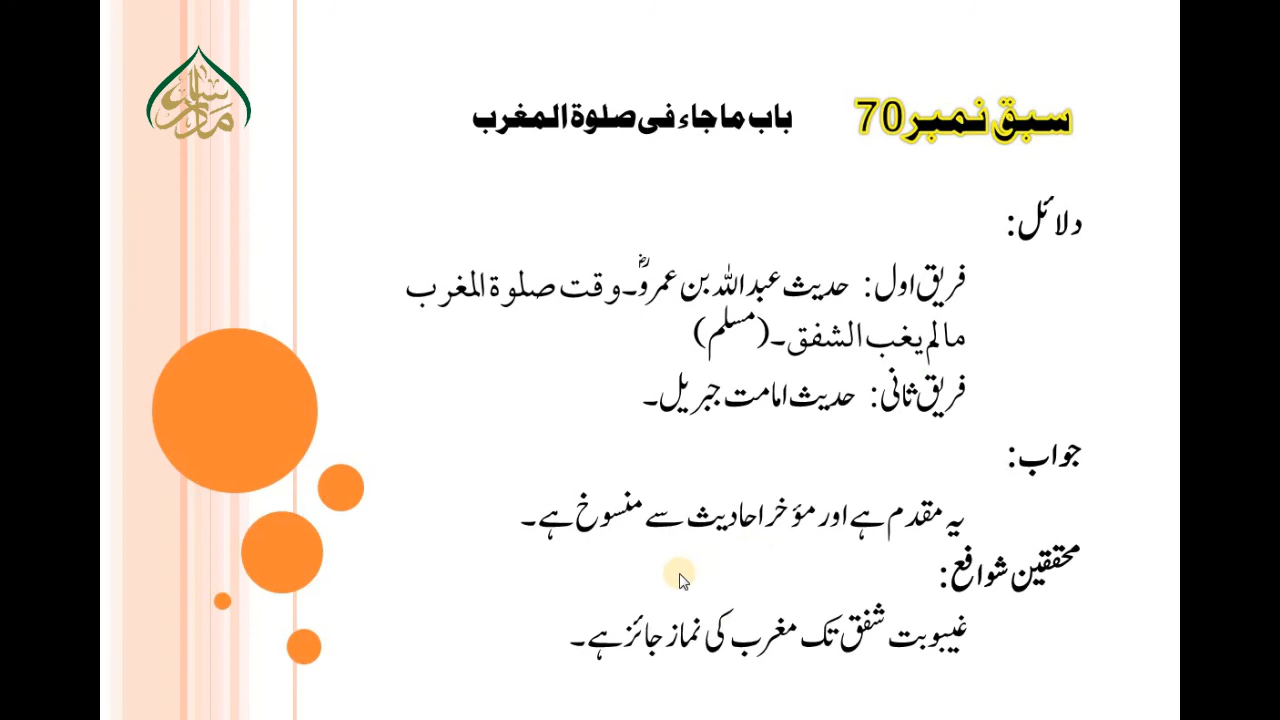 سبق نمبر 70 باب ماجاء فی صلوۃ المغرب
دلائل:
فریق اول: حدیث عبداللہ بن عمروؓ۔ وقت صلوۃ المغرب
مالم یغب الشفق۔ (مسلم)
فریق ثانی: حدیث امامت جبریل۔
جواب:
یہ مقدم ہے اور مؤخر احادیث سے منسوخ ہے۔
محققین شوافع:
غیبوبت شفق تک مغرب کی نماز جائز ہے۔